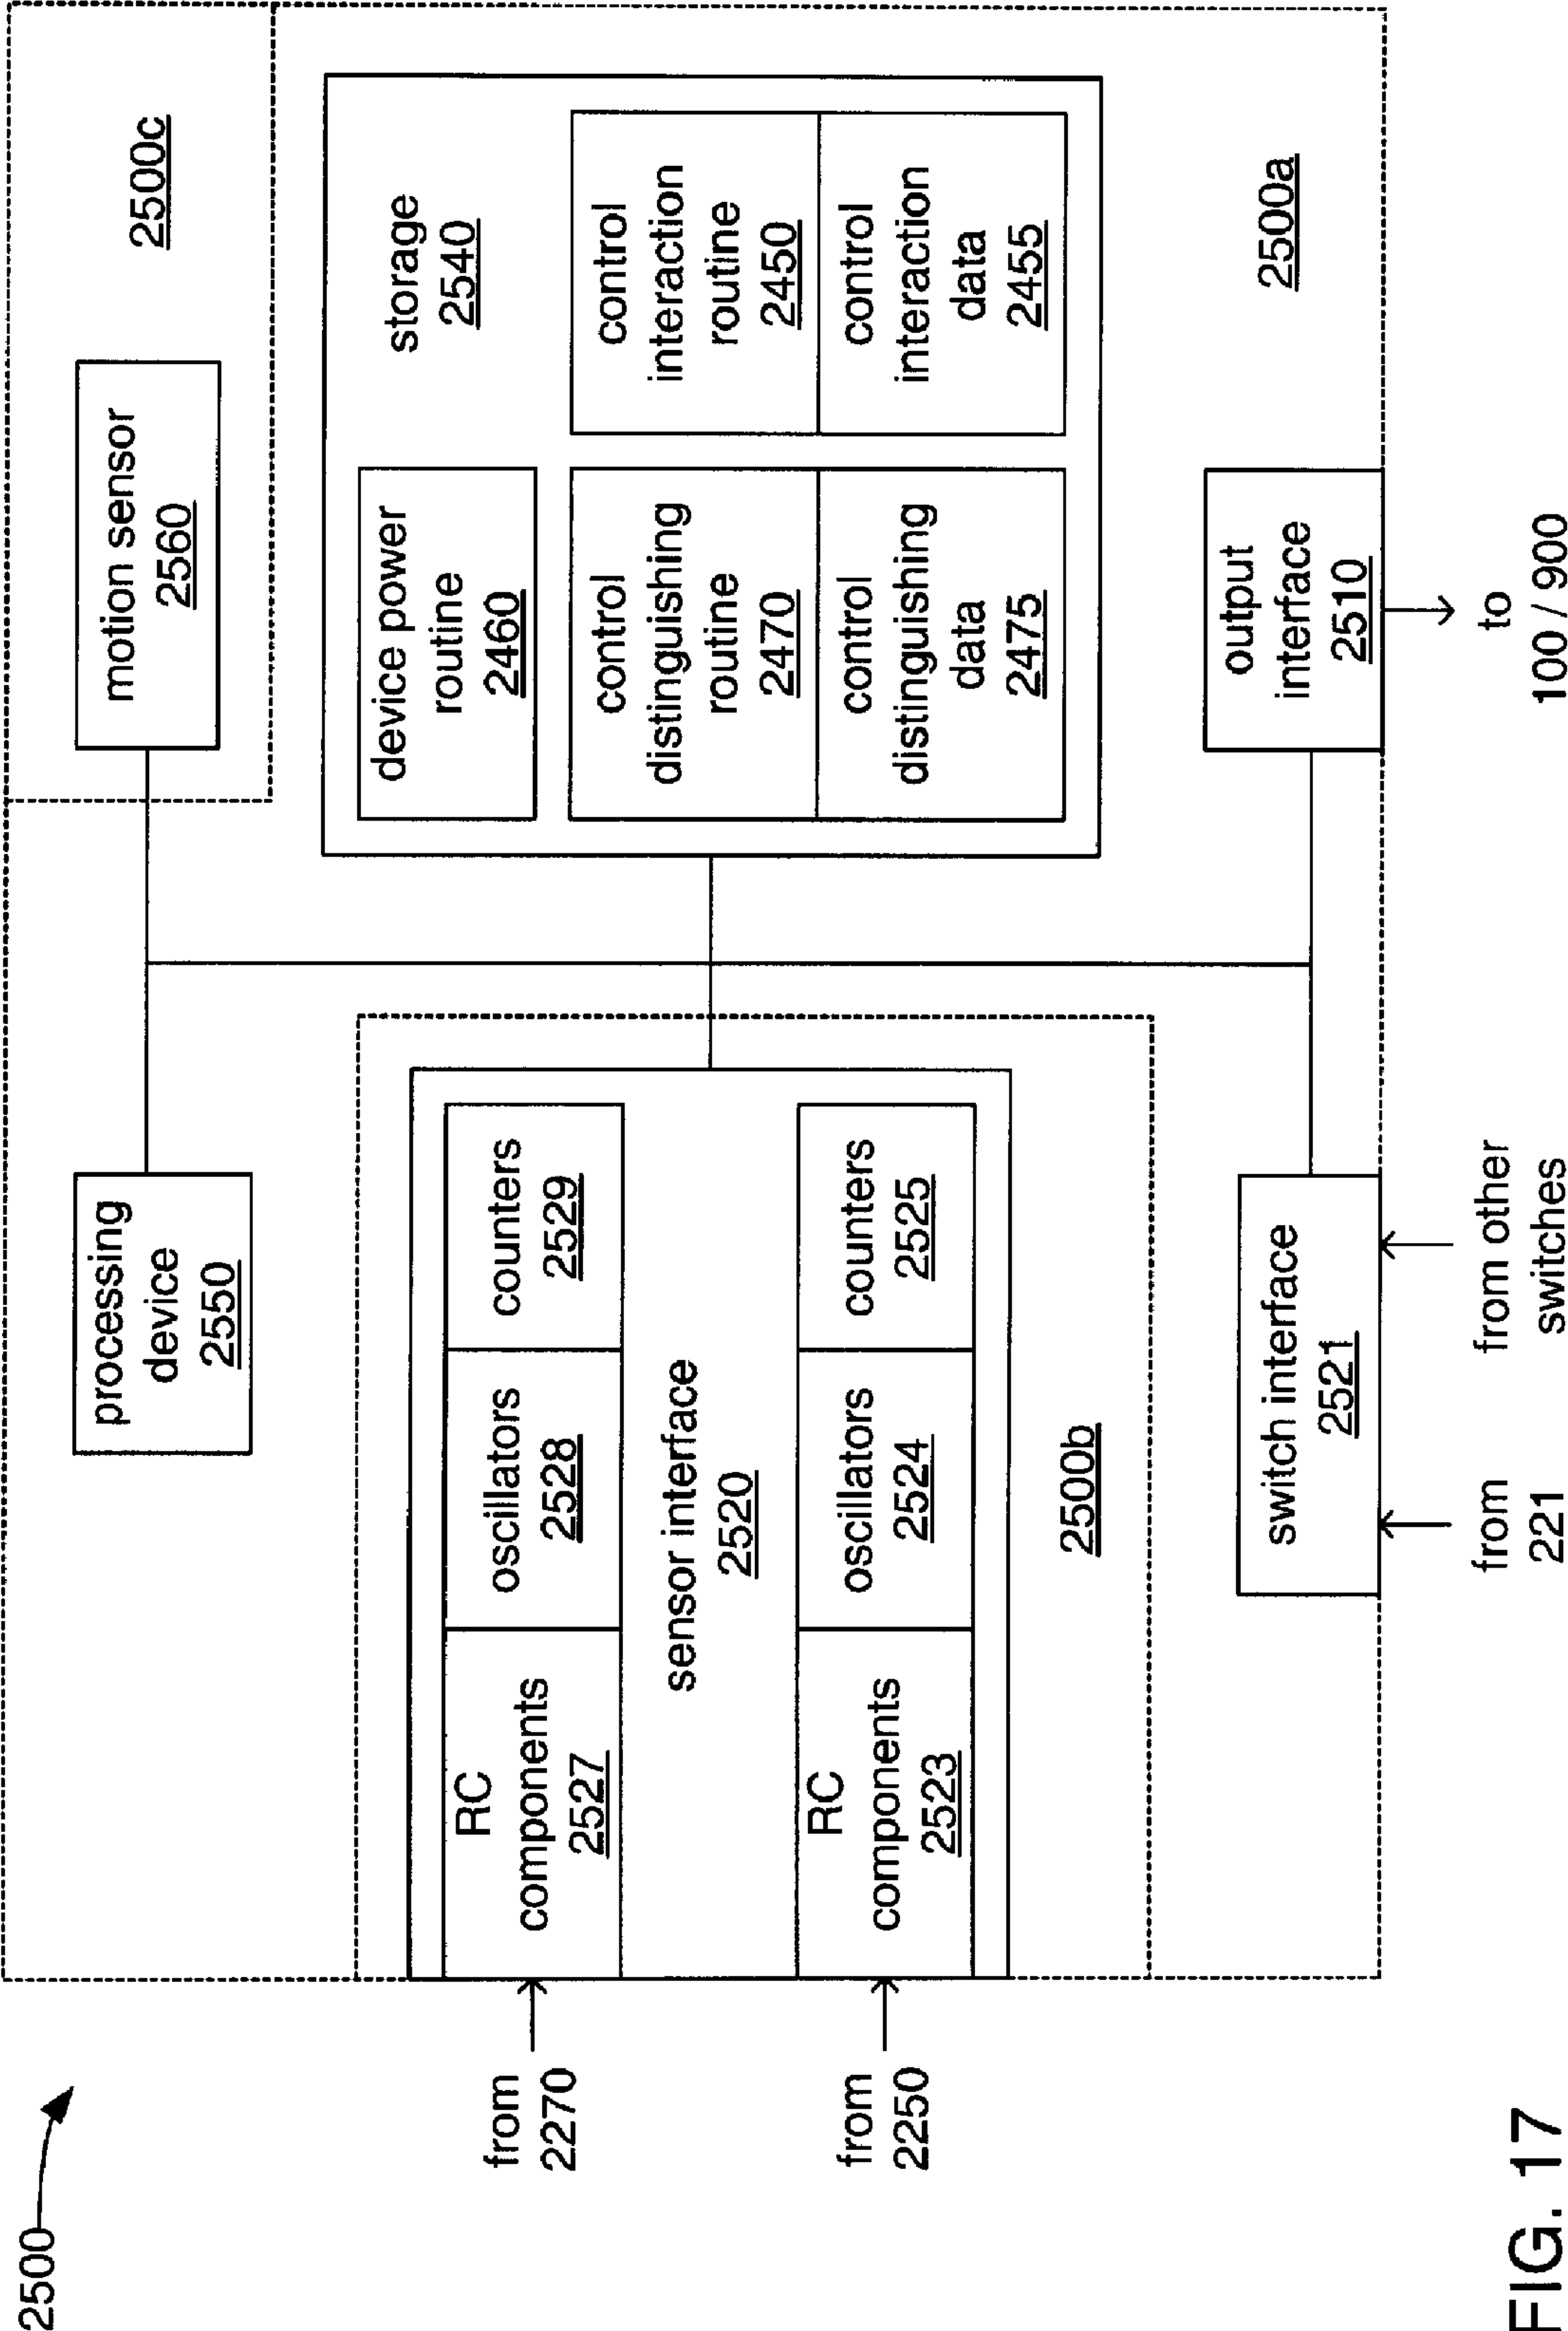 2500
processing
device
2550
motion sensor
2560
2500c
from
2270
RC
components
2527
oscillators
2528
counters
2529
sensor interface
2520
from
2250
RC
components
2523
oscillators
2524
counters
2525
2500b
storage
2540
device power
routine
2460
control
distinguishing
routine
2470
control
interaction
routine
2450
control
distinguishing
data
2475
control
interaction
data
2455
2500a
switch interface
2521
output
interface
2510
from
221
from other
switches
to
100 / 900
FIG. 17